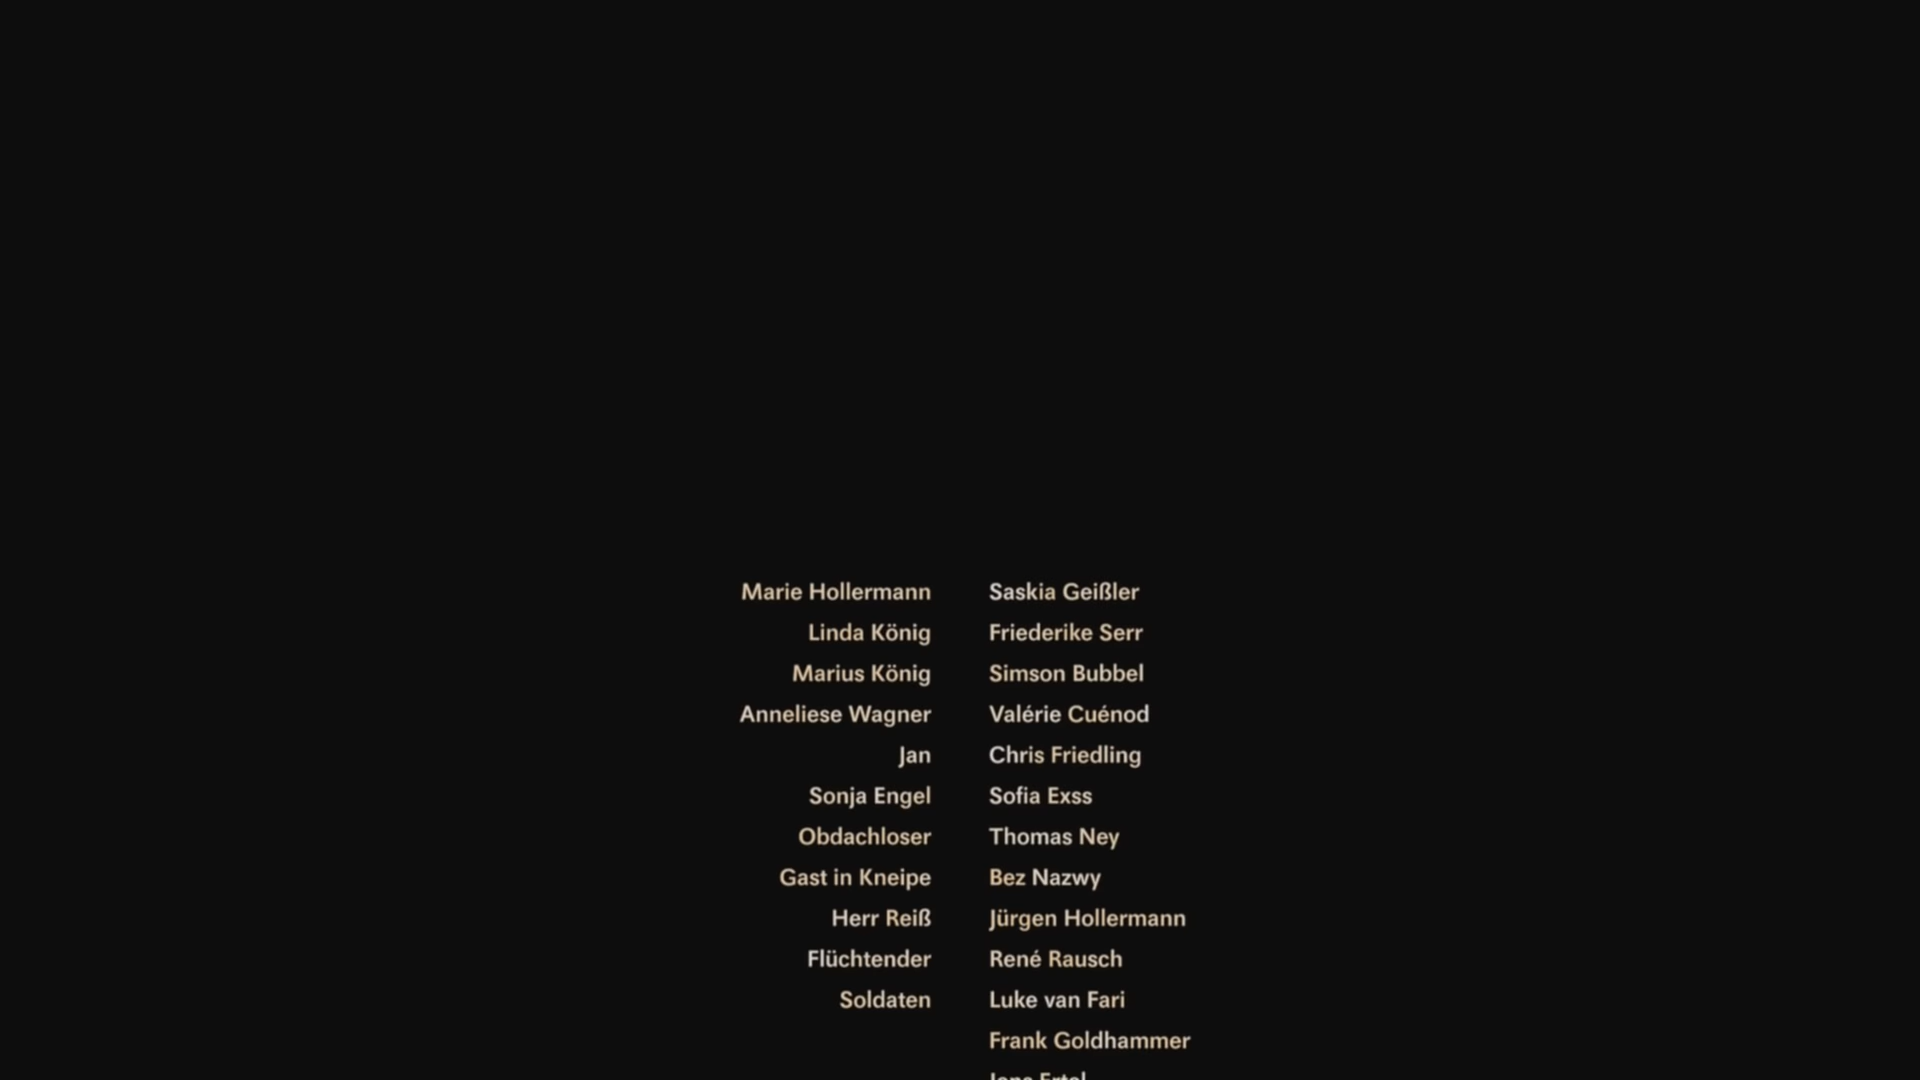 Marie Hollermann Saskia Geißler
Linda König Friederike Serr
Marius König Simson Bubbel
Anneliese Wagner Valérie Cuénod
Jan Chris Friedling
Sonja Engel Sofia Exss
Obdachloser Thomas Ney
Gast in Kneipe Bez Nazwy
Herr Reiß Jürgen Hollermann
Flüchtender René Rausch
Soldaten Luke van Fari
Frank Goldhammer